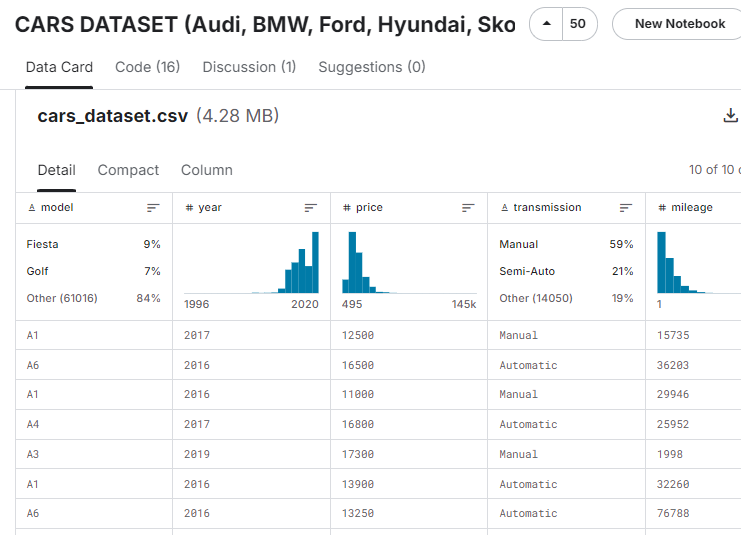 CARS DATASET (Audi, BMW, Ford, Hyundai, Sko
50
New Notebook
Data Card Code (16) Discussion (1) Suggestions (0)
cars_dataset.csv (4.28 MB)
Detail Compact Column
10 of 10 c
A model # year # price A transmission # mileage
Fiesta 9% Manual 59%
Golf 7% Semi-Auto 21%
Other (61016) 84% 1996 2020 495 145k Other (14050) 19% 1
A1 2017 12500 Manual 15735
A6 2016 16500 Automatic 36203
A1 2016 11000 Manual 29946
A4 2017 16800 Automatic 25952
A3 2019 17300 Manual 1998
A1 2016 13900 Automatic 32260
A6 2016 13250 Automatic 76788